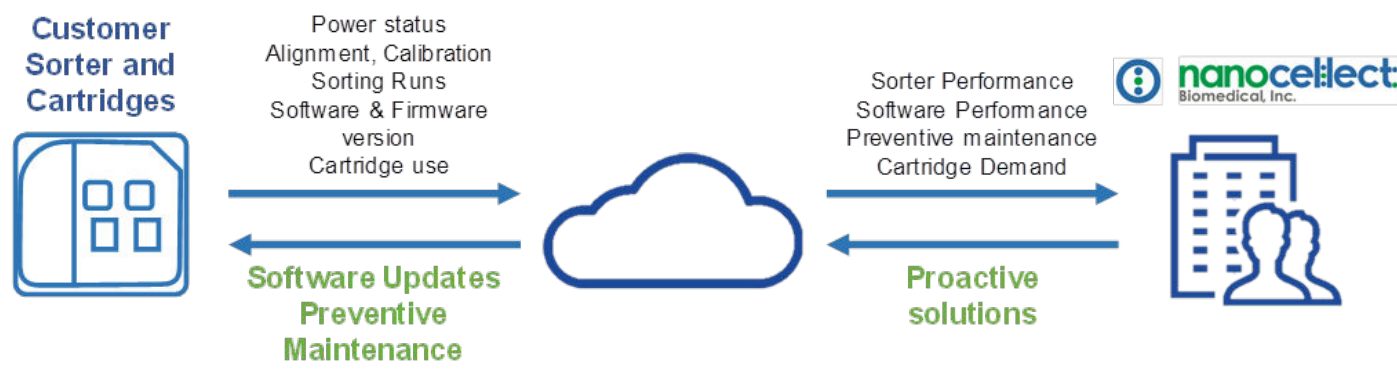 Customer
Sorter and
Cartridges
Power status
Alignment, Calibration
Sorting Runs
Software & Firmware
version
Cartridge use
Software Updates
Preventive
Maintenance
Sorter Performance
Software Performance
Preventive maintenance
Cartridge Demand
Proactive
solutions
nanocellect
Biomedical, Inc.